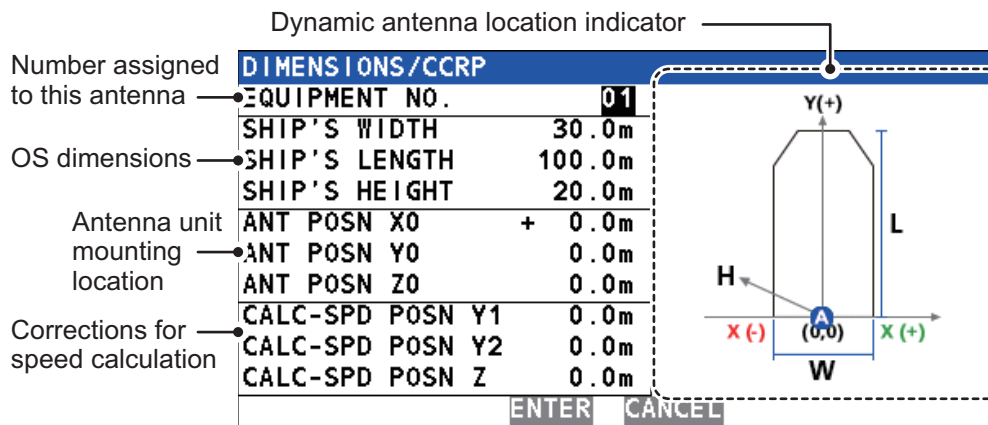 Dynamic antenna location indicator
Number assigned
to this antenna
OS dimensions
Antenna unit
mounting
location
Corrections for
speed calculation
DIMENSIONS/CCRP
EQUIPMENT NO. 01
SHIP'S WIDTH 30.0m
SHIP'S LENGTH 100.0m
SHIP'S HEIGHT 20.0m
ANT POSN X0 + 0.0m
ANT POSN Y0 0.0m
ANT POSN Z0 0.0m
CALC-SPD POSN Y1 0.0m
CALC-SPD POSN Y2 0.0m
CALC-SPD POSN Z 0.0m
ENTER CANCEL
Y(+)
L
H
A
X (-) (0,0) X (+)
W